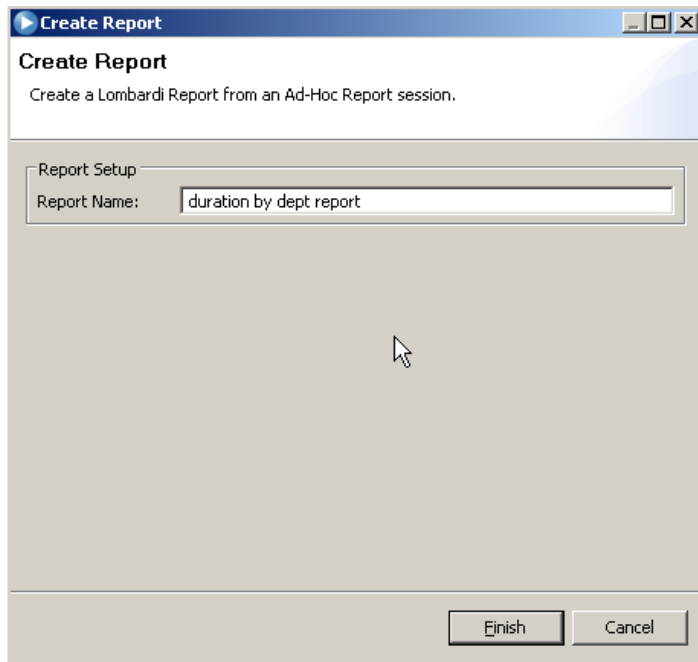 Create Report
Create Report
Create a Lombardi Report from an Ad-Hoc Report session.
Report Setup
Report Name: duration by dept report
Finish Cancel